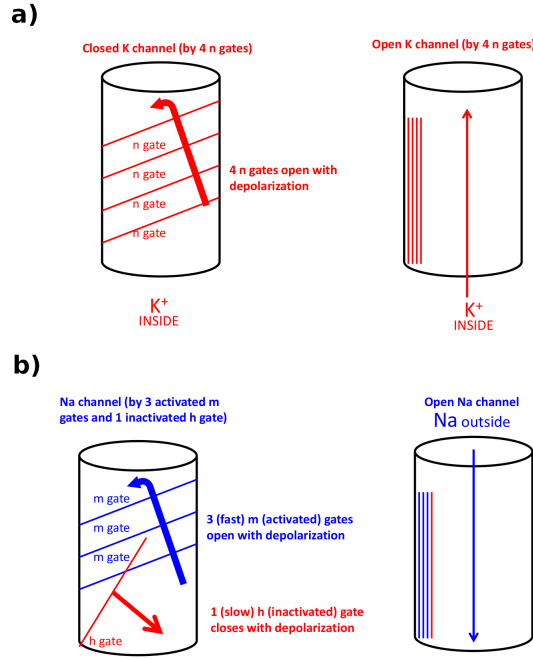 a)
Closed K channel (by 4 n gates)
Open K channel (by 4 n gates)
n gate
n gate
n gate
n gate
4 n gates open with
depolarization
K+
INSIDE
K+
INSIDE
b)
Na channel (by 3 activated m
gates and 1 inactivated h gate)
Open Na channel
Na outside
m gate
m gate
m gate
3 (fast) m (activated) gates
open with depolarization
h gate
1 (slow) h (inactivated) gate
closes with depolarization